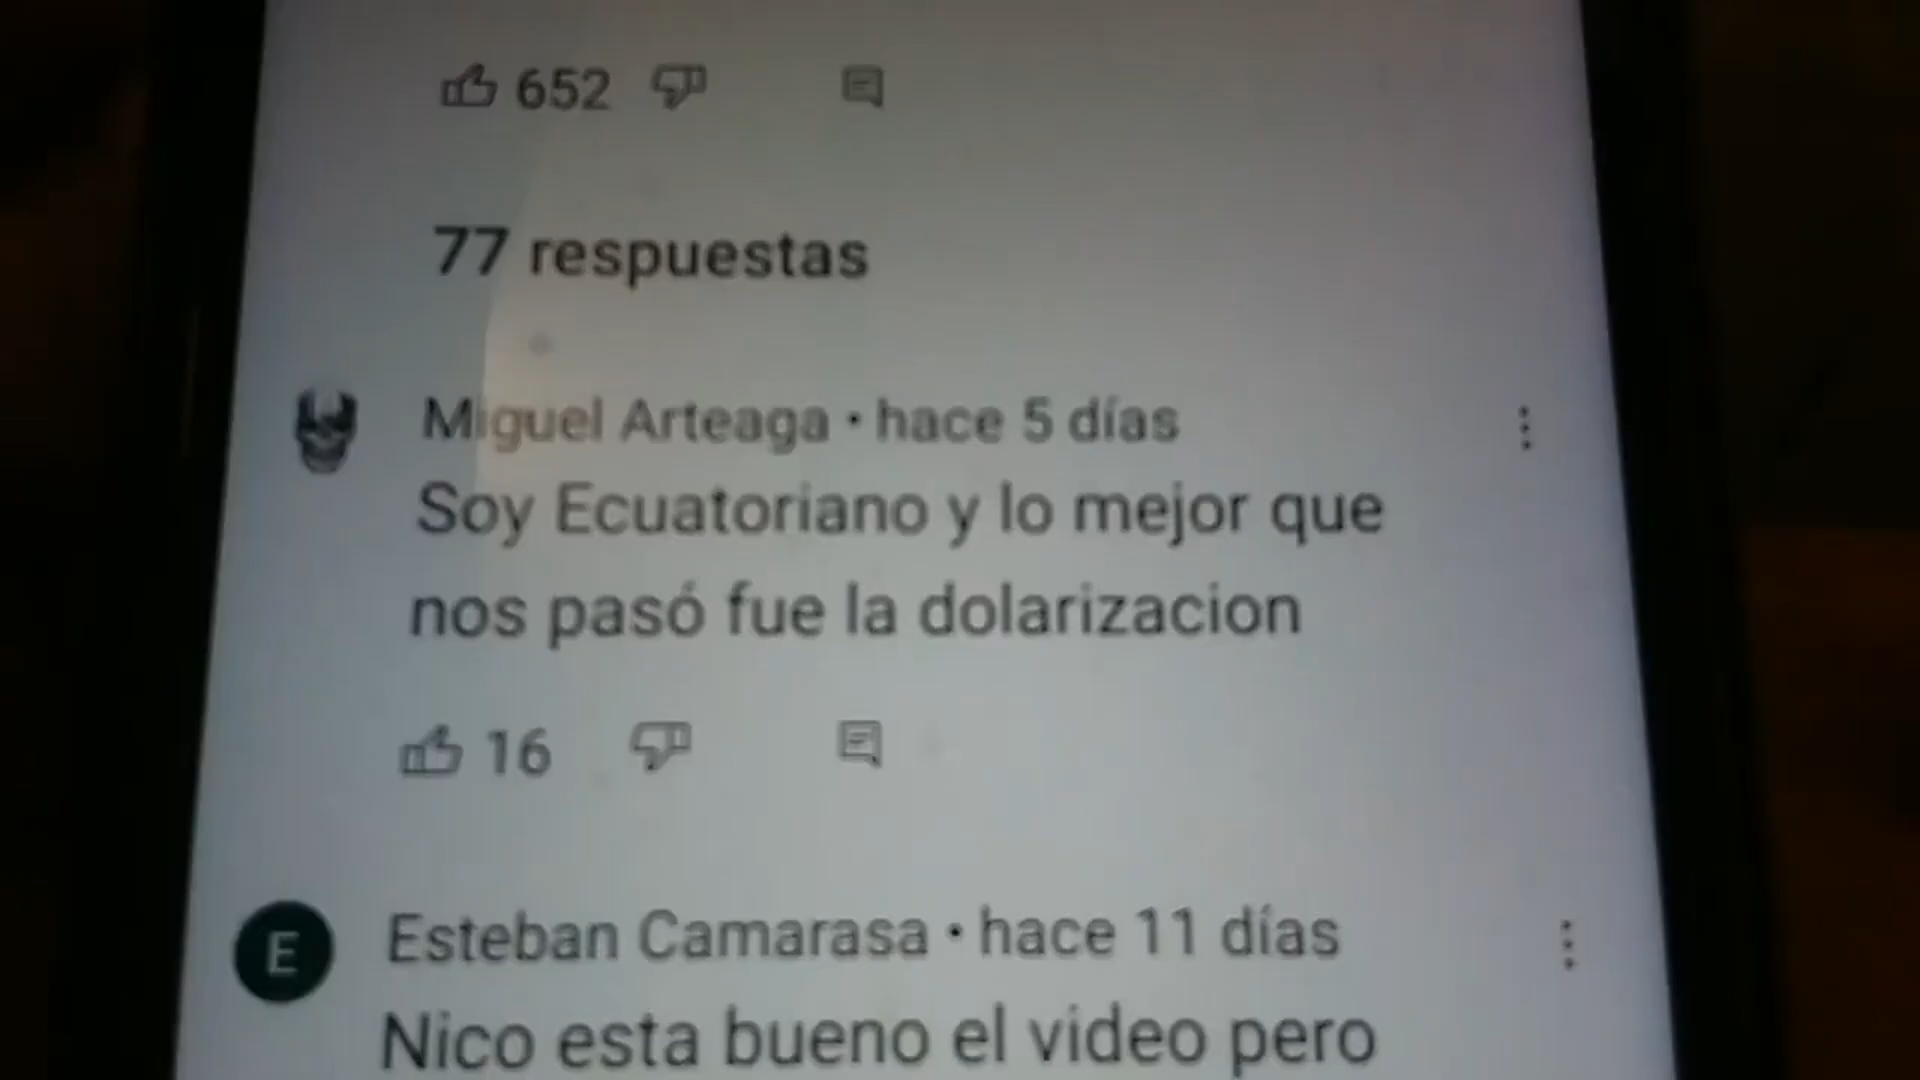 652
77 respuestas
Miguel Arteaga • hace 5 días
Soy Ecuatoriano y lo mejor que
nos pasó fue la dolarizacion
16
E
Esteban Camarasa • hace 11 días
Nico esta bueno el video pero